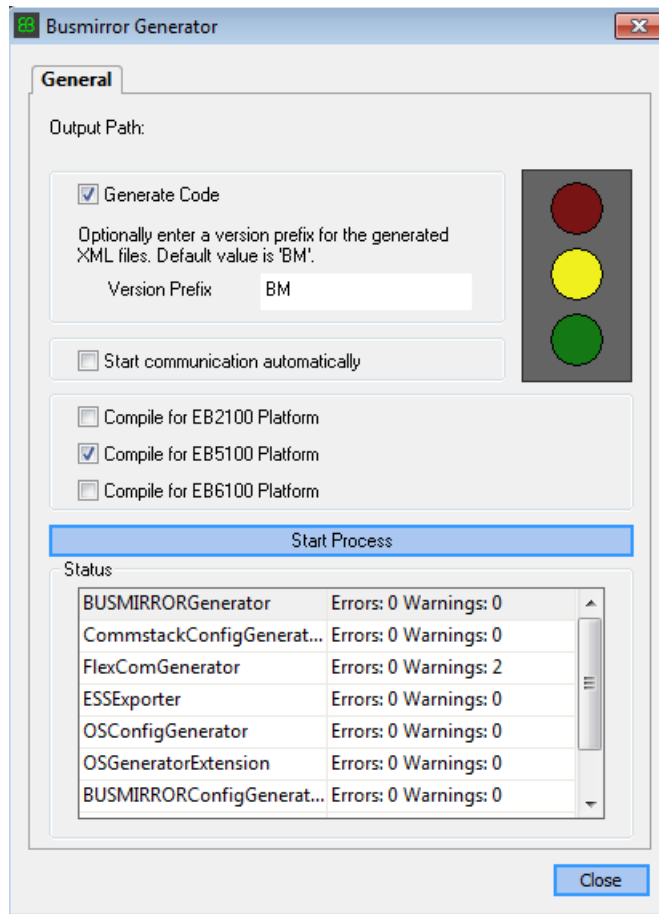 EB Busmirror Generator
General
Output Path:
Generate Code
Optionally enter a version prefix for the generated
XML files. Default value is 'BM'.
Version Prefix BM
Start communication automatically
Compile for EB2100 Platform
Compile for EB5100 Platform
Compile for EB6100 Platform
Start Process
Status
BUSMIRRORGenerator Errors: 0 Warnings: 0
CommstackConfigGenerat... Errors: 0 Warnings: 0
FlexComGenerator Errors: 0 Warnings: 2
ESSExporter Errors: 0 Warnings: 0
OSConfigGenerator Errors: 0 Warnings: 0
OSGeneratorExtension Errors: 0 Warnings: 0
BUSMIRRORConfigGenerat... Errors: 0 Warnings: 0
Close